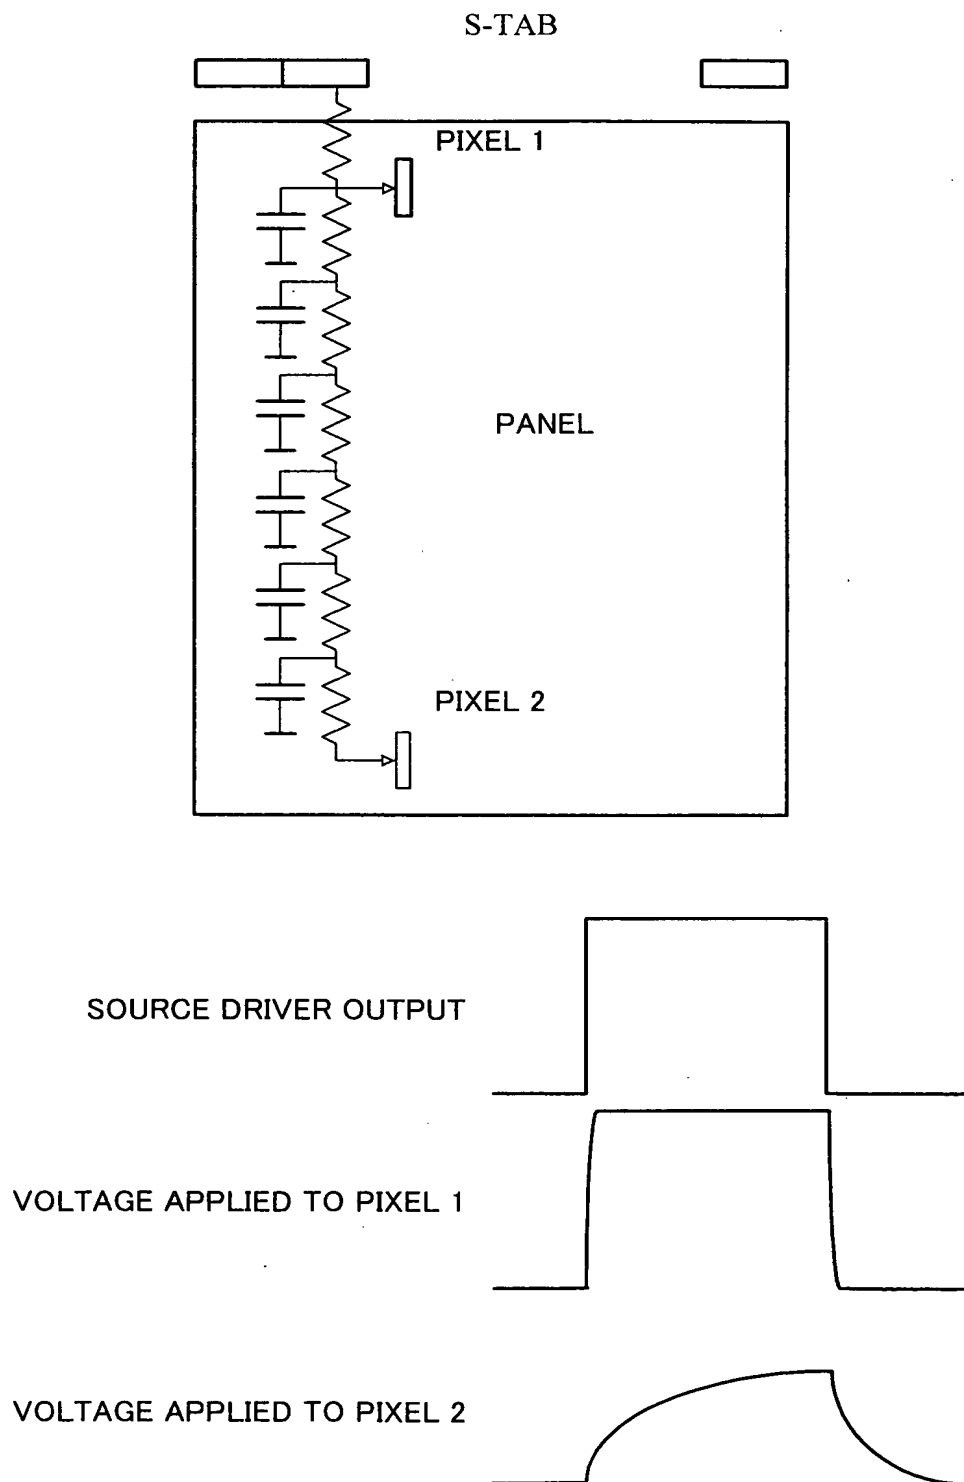 S-TAB
PIXEL 1
PANEL
PIXEL 2
SOURCE DRIVER OUTPUT
VOLTAGE APPLIED TO PIXEL 1
VOLTAGE APPLIED TO PIXEL 2